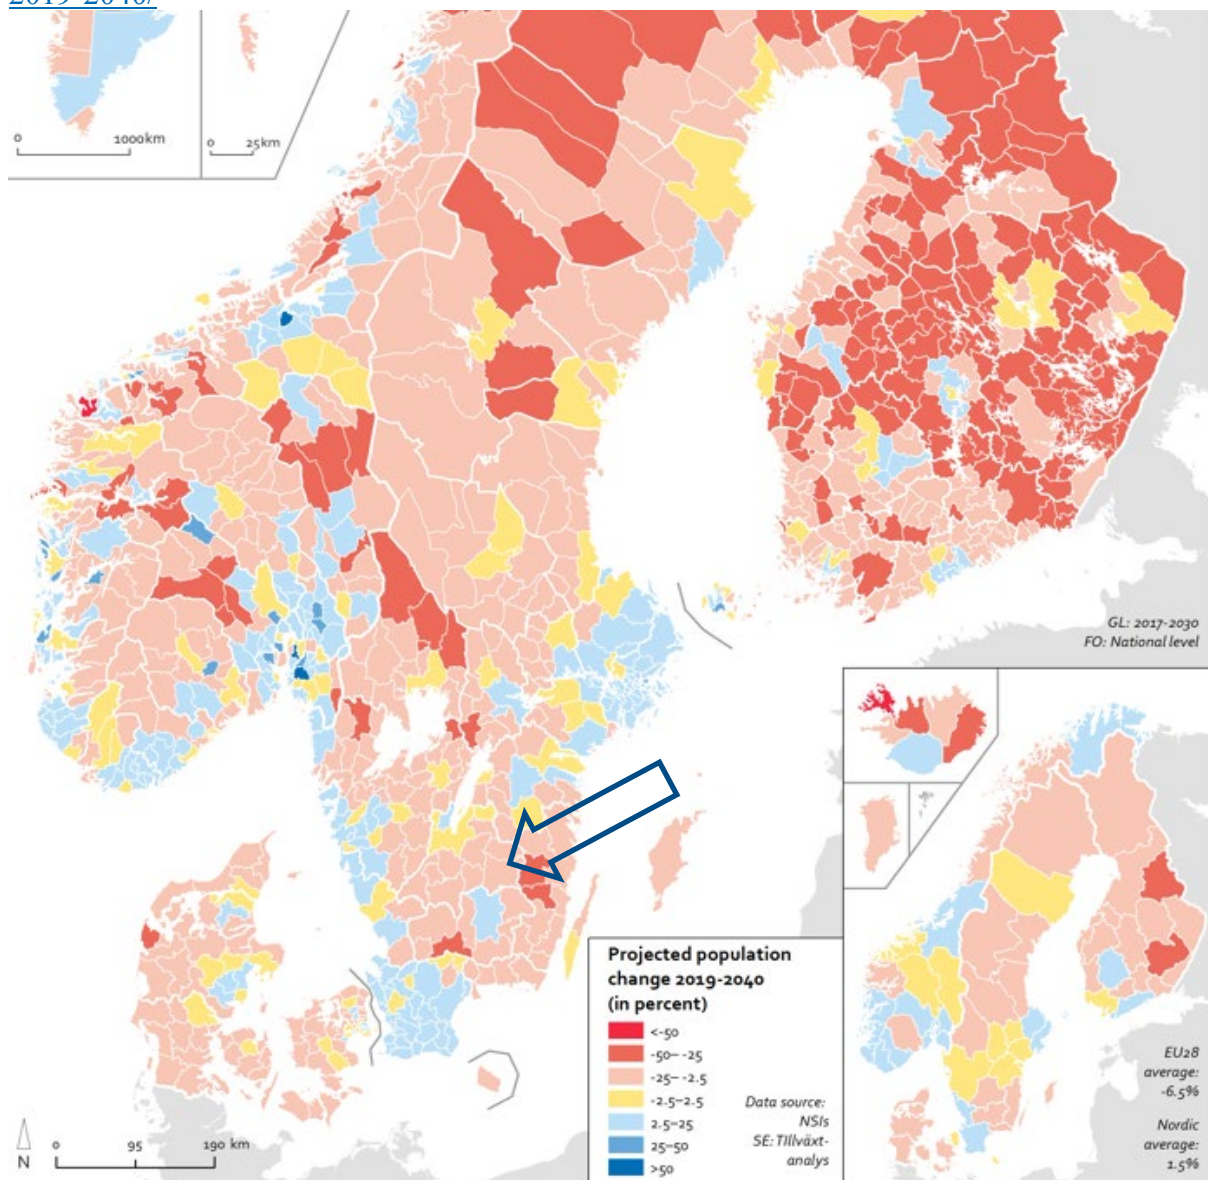 2019-2040/
0 1000km
0 25km
GL: 2017-2030
FO: National level
Projected population
change 2019-2040
(in percent)
<-50
-50– -25
-25– -2.5
-2.5–2.5
2.5–25
25–50
>50
Data source:
NSIs
SE: TIllväxt-
analys
EU28
average:
-6.5%
Nordic
average:
1.5%
N
0 95 190 km